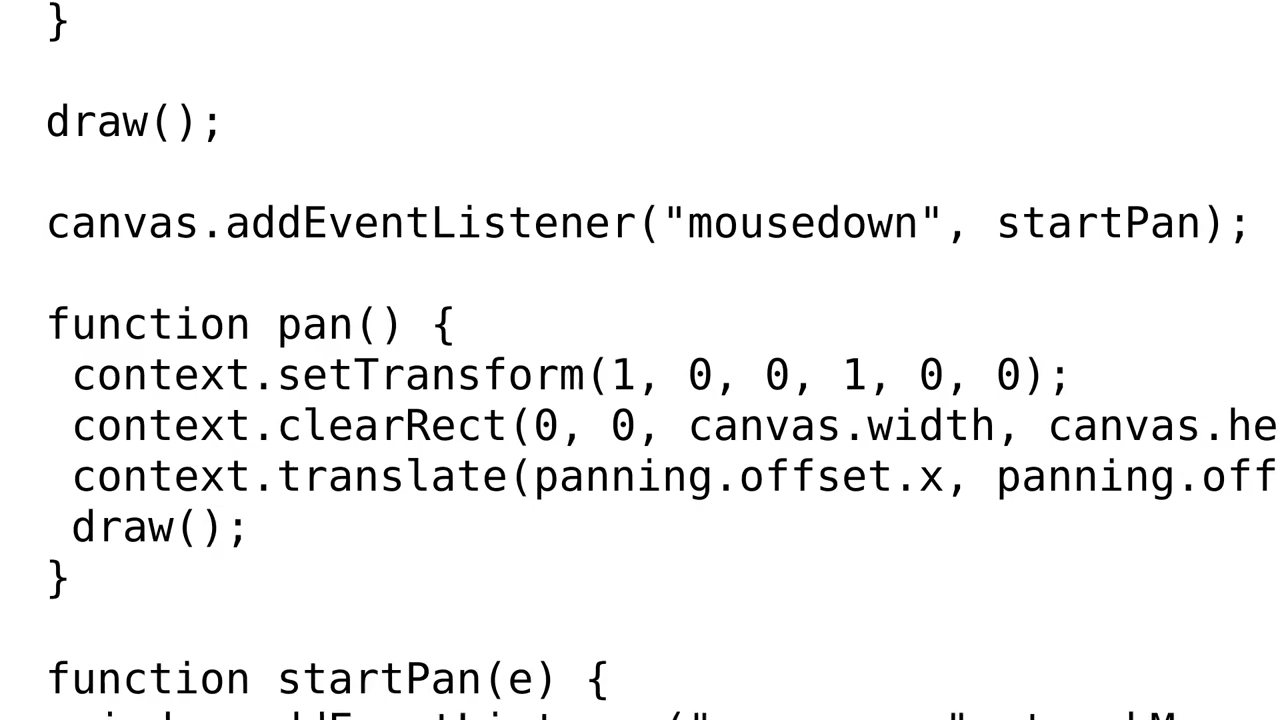 }
draw();
canvas.addEventListener("mousedown", startPan);
function pan() {
context.setTransform(1, 0, 0, 1, 0, 0);
context.clearRect(0, 0, canvas.width, canvas.he
context.translate(panning.offset.x, panning.off
draw();
}
function startPan(e) {